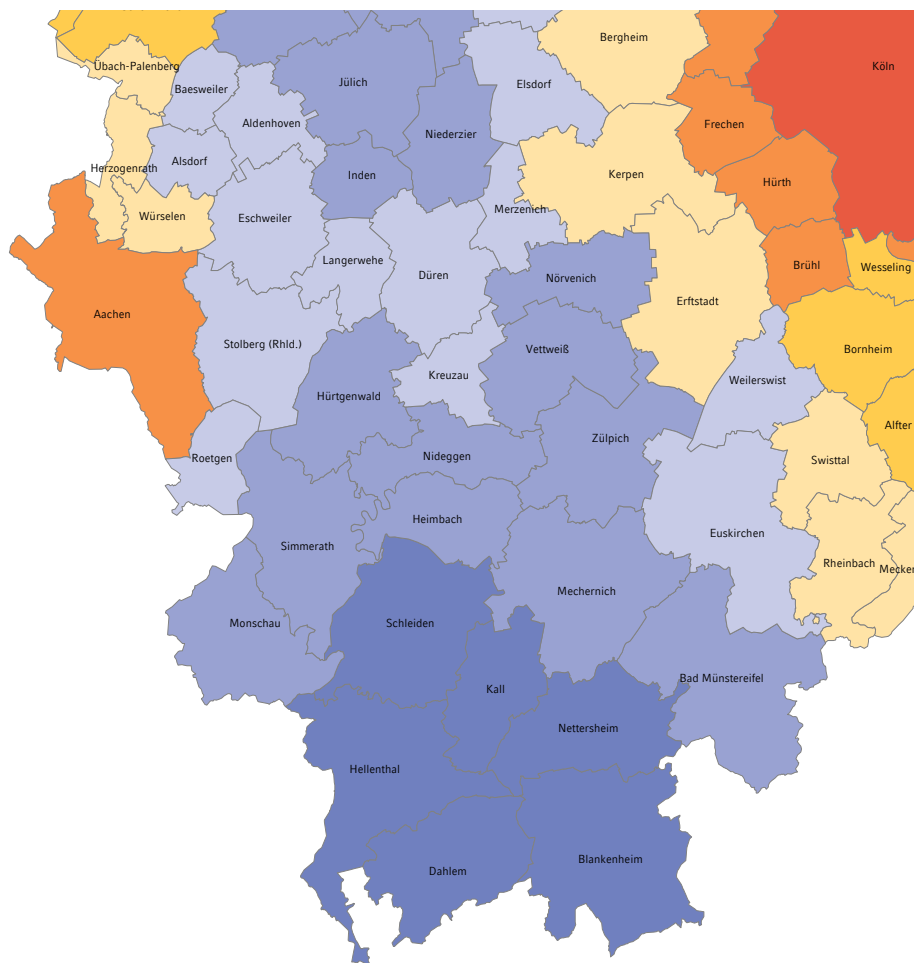 Bergheim
Übach-Palenberg
Köln
Jülich
Elsdorf
Baesweiler
Aldenhoven
Frechen
Niederzier
Alsdorf
Herzogenrath
Inden
Kerpen
Hürth
Merzenich
Würselen
Eschweiler
Langerwehe
Düren
Nörvenich
Brühl
Wesseling
Erftstadt
Aachen
Stolberg (Rhld.)
Vettweiß
Bornheim
Kreuzau
Weilerswist
Hürtgenwald
Alfter
Zülpich
Roetgen
Nideggen
Swisttal
Heimbach
Euskirchen
Simmerath
Rheinbach
Mecken
Mechernich
Monschau
Schleiden
Bad Münstereifel
Kall
Nettersheim
Hellenthal
Blankenheim
Dahlem